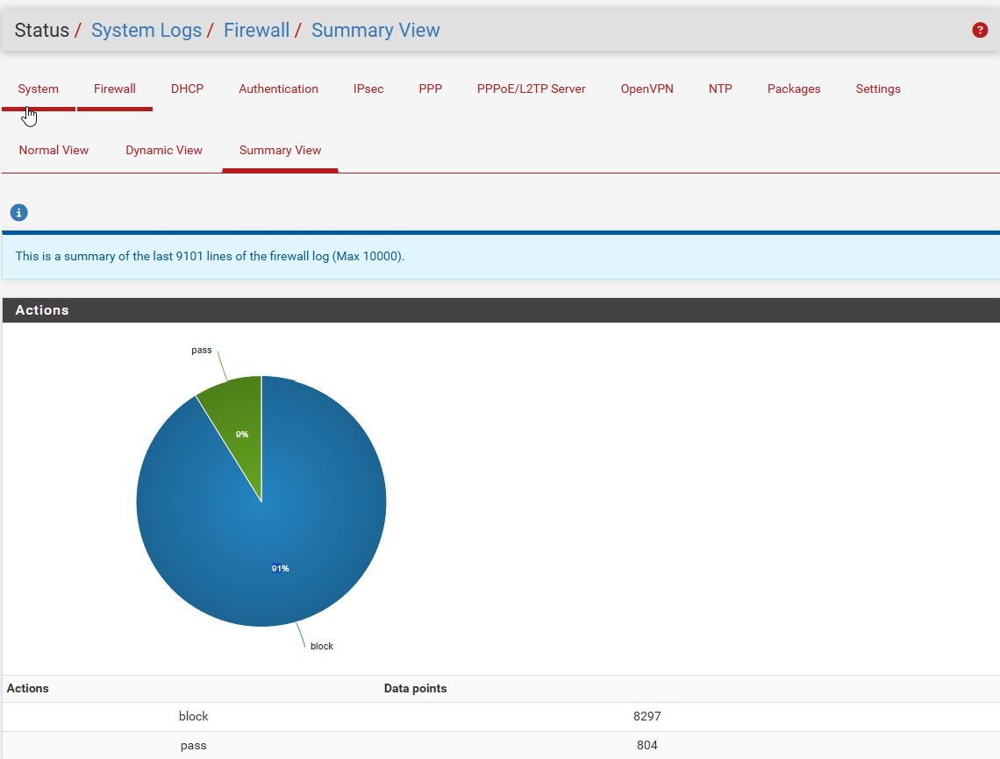 Status / System Logs / Firewall / Summary View ?
System Firewall DHCP Authentication IPsec PPP PPPoE/L2TP Server OpenVPN NTP Packages Settings
Normal View Dynamic View Summary View
i
This is a summary of the last 9101 lines of the firewall log (Max 10000).
Actions
pass
9%
91%
block
Actions Data points
block 8297
pass 804